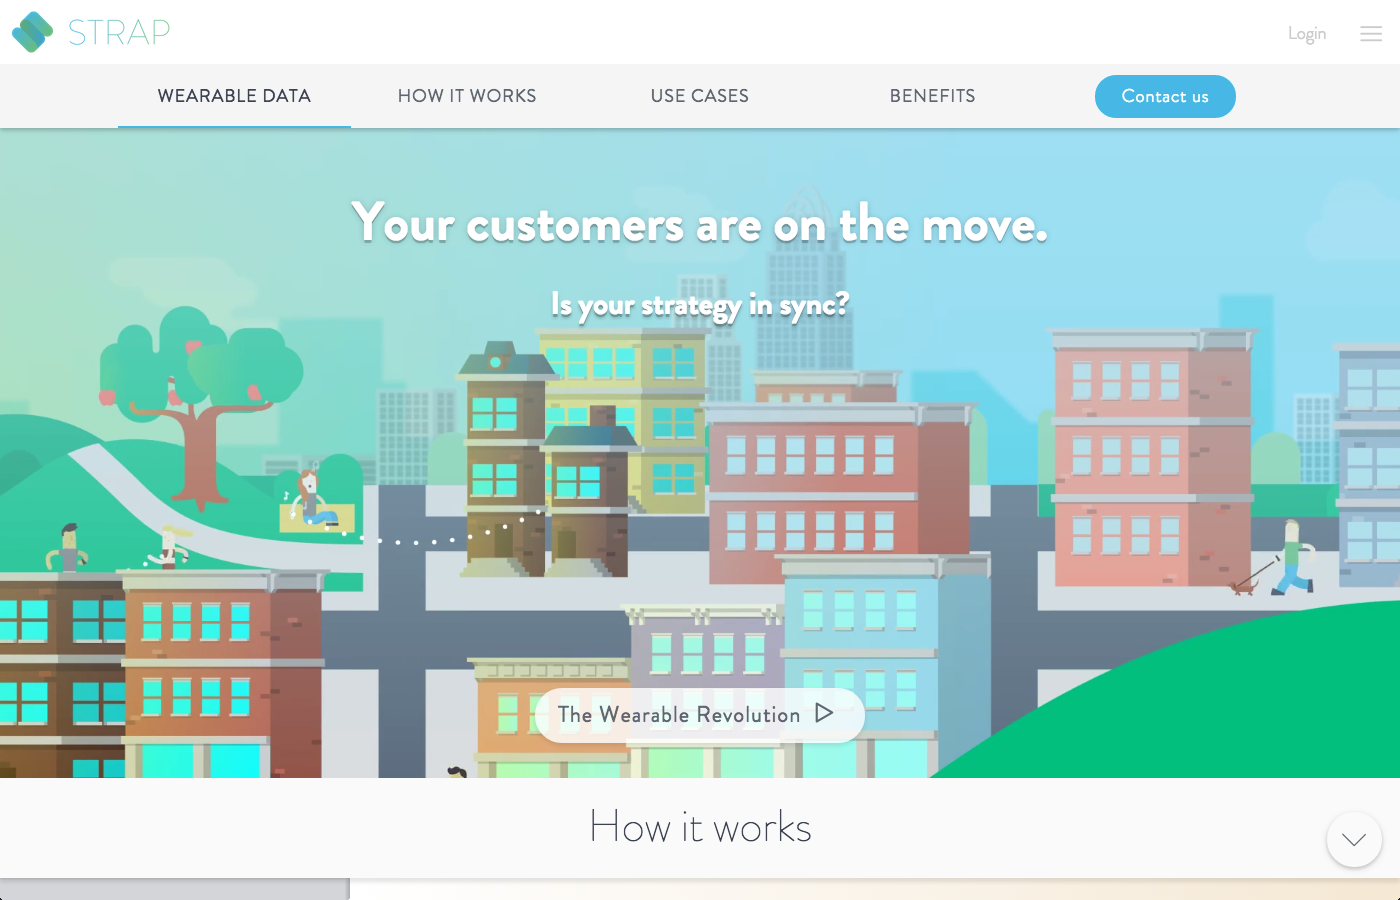 STRAP
Login
WEARABLE DATA
HOW IT WORKS
USE CASES
BENEFITS
Contact us
Your customers are on the move.
Is your strategy in sync?
The Wearable Revolution
How it works